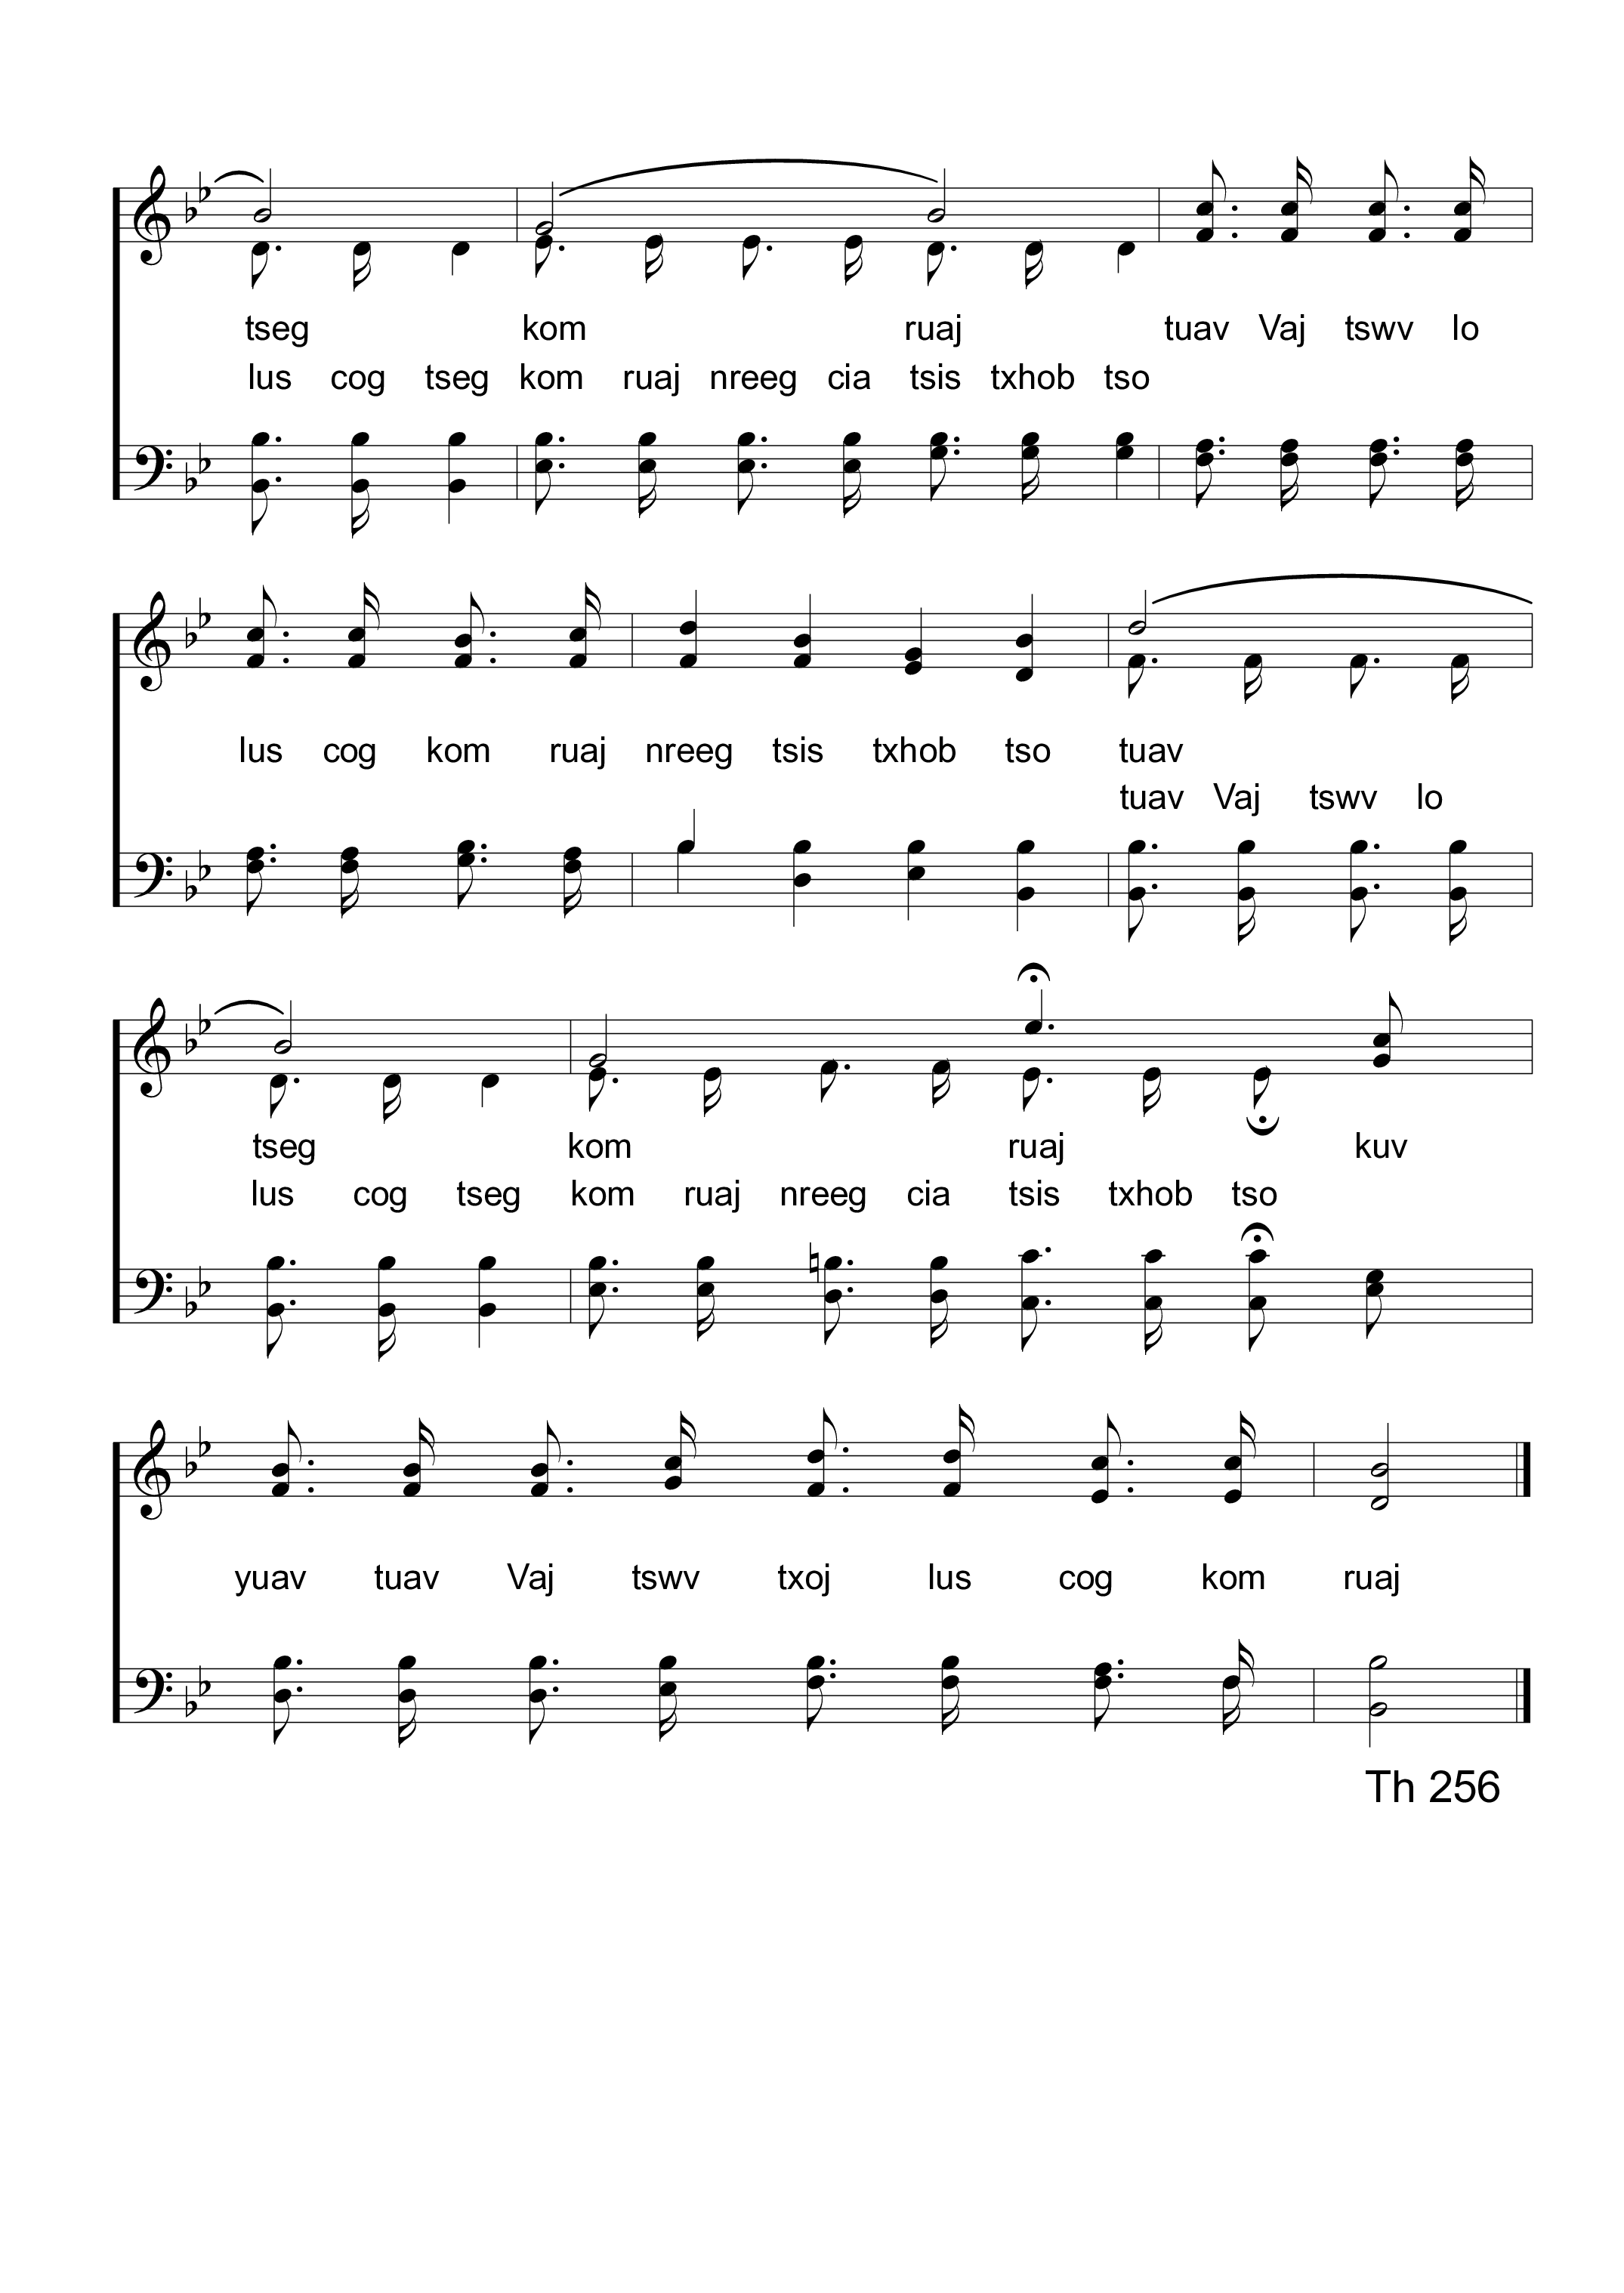 tseg kom ruaj tuav Vaj tswv lo
lus cog tseg kom ruaj nreeg cia tsis txhob tso
lus cog kom ruaj nreeg tsis txhob tso tuav
tuav Vaj tswv lo
tseg kom ruaj kuv
lus cog tseg kom ruaj nreeg cia tsis txhob tso
yuav tuav Vaj tswv txoj lus cog kom ruaj
Th 256